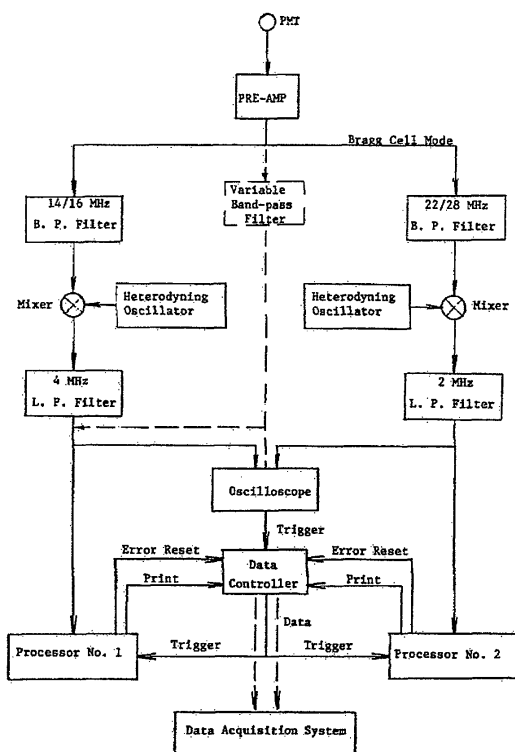 PMT
PRE-AMP
Bragg Cell Mode
14/16 MHz
B. P. Filter
Variable
Band-pass
Filter
22/28 MHz
B. P. Filter
Mixer
Heterodyning
Oscillator
Heterodyning
Oscillator
Mixer
4 MHz
L. P. Filter
2 MHz
L. P. Filter
Oscilloscope
Trigger
Error Reset
Print
Data
Controller
Error Reset
Print
Data
Processor No. 1
Trigger
Trigger
Processor No. 2
Data Acquisition System